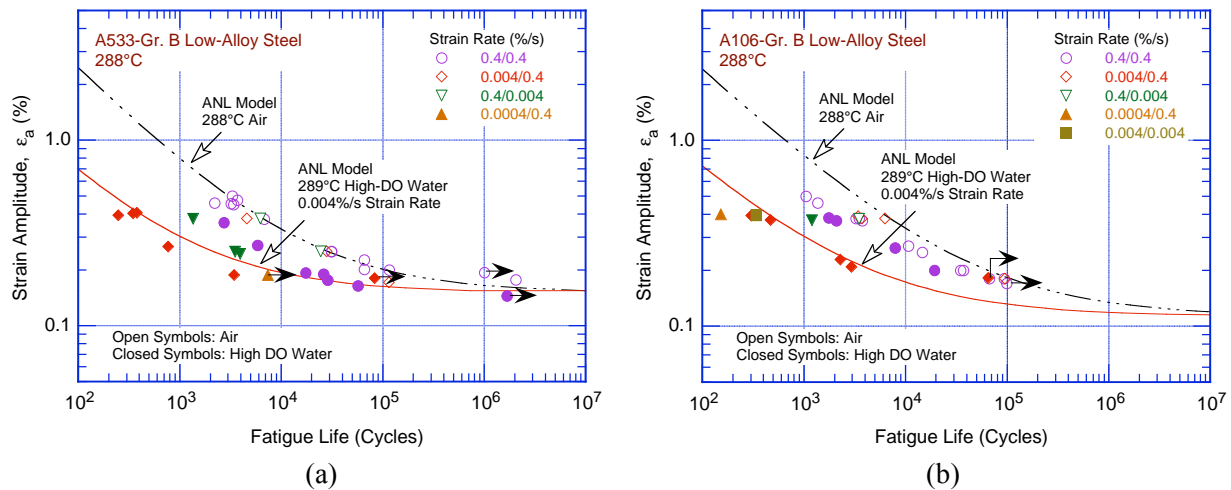 A533-Gr. B Low-Alloy Steel
288°C
Strain Rate (%/s)
0.4/0.4
0.004/0.4
0.4/0.004
0.0004/0.4
ANL Model
288°C Air
ANL Model
289°C High-DO Water
0.004%/s Strain Rate
Open Symbols: Air
Closed Symbols: High DO Water
Strain Amplitude, εa (%)
1.0
0.1
10² 10³ 10⁴ 10⁵ 10⁶ 10⁷
Fatigue Life (Cycles)
(a)
A106-Gr. B Low-Alloy Steel
288°C
Strain Rate (%/s)
0.4/0.4
0.004/0.4
0.4/0.004
0.0004/0.4
0.004/0.004
ANL Model
288°C Air
ANL Model
289°C High-DO Water
0.004%/s Strain Rate
Open Symbols: Air
Closed Symbols: High DO Water
Strain Amplitude, εa (%)
1.0
0.1
10² 10³ 10⁴ 10⁵ 10⁶ 10⁷
Fatigue Life (Cycles)
(b)